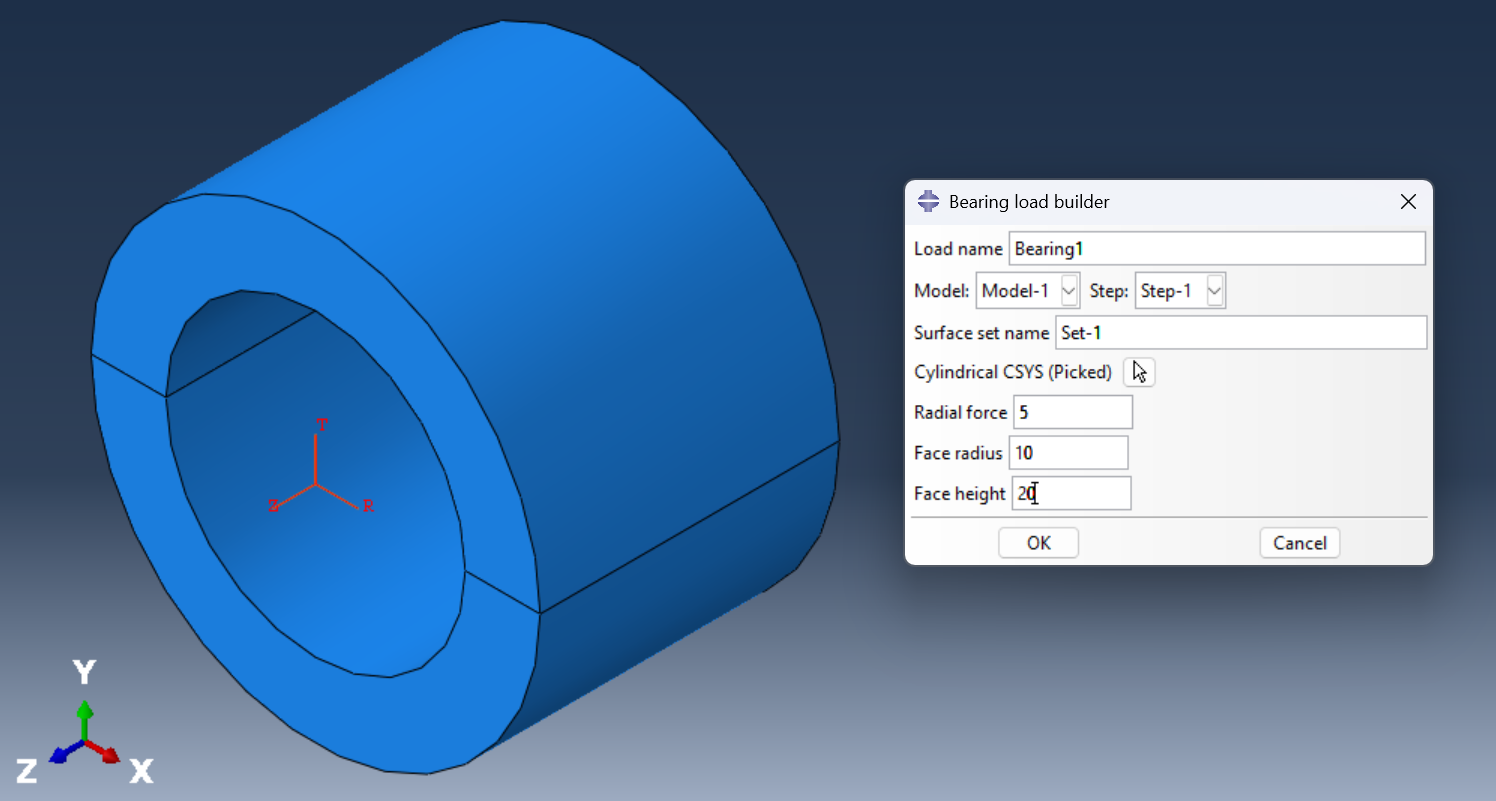 Bearing load builder
Load name Bearing1
Model: Model-1 Step: Step-1
Surface set name Set-1
Cylindrical CSYS (Picked)
Radial force 5
Face radius 10
Face height 20
OK Cancel
T
Z R
Y
Z X